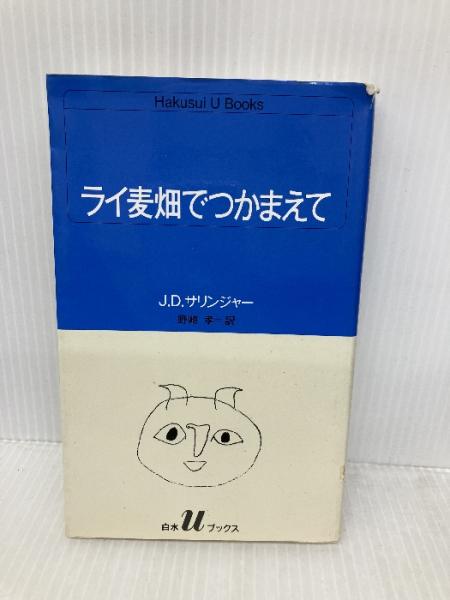 Hakusui U Books
ライ麦畑でつかまえて
J.D.サリンジャー
野崎 孝=訳
白水 u ブックス